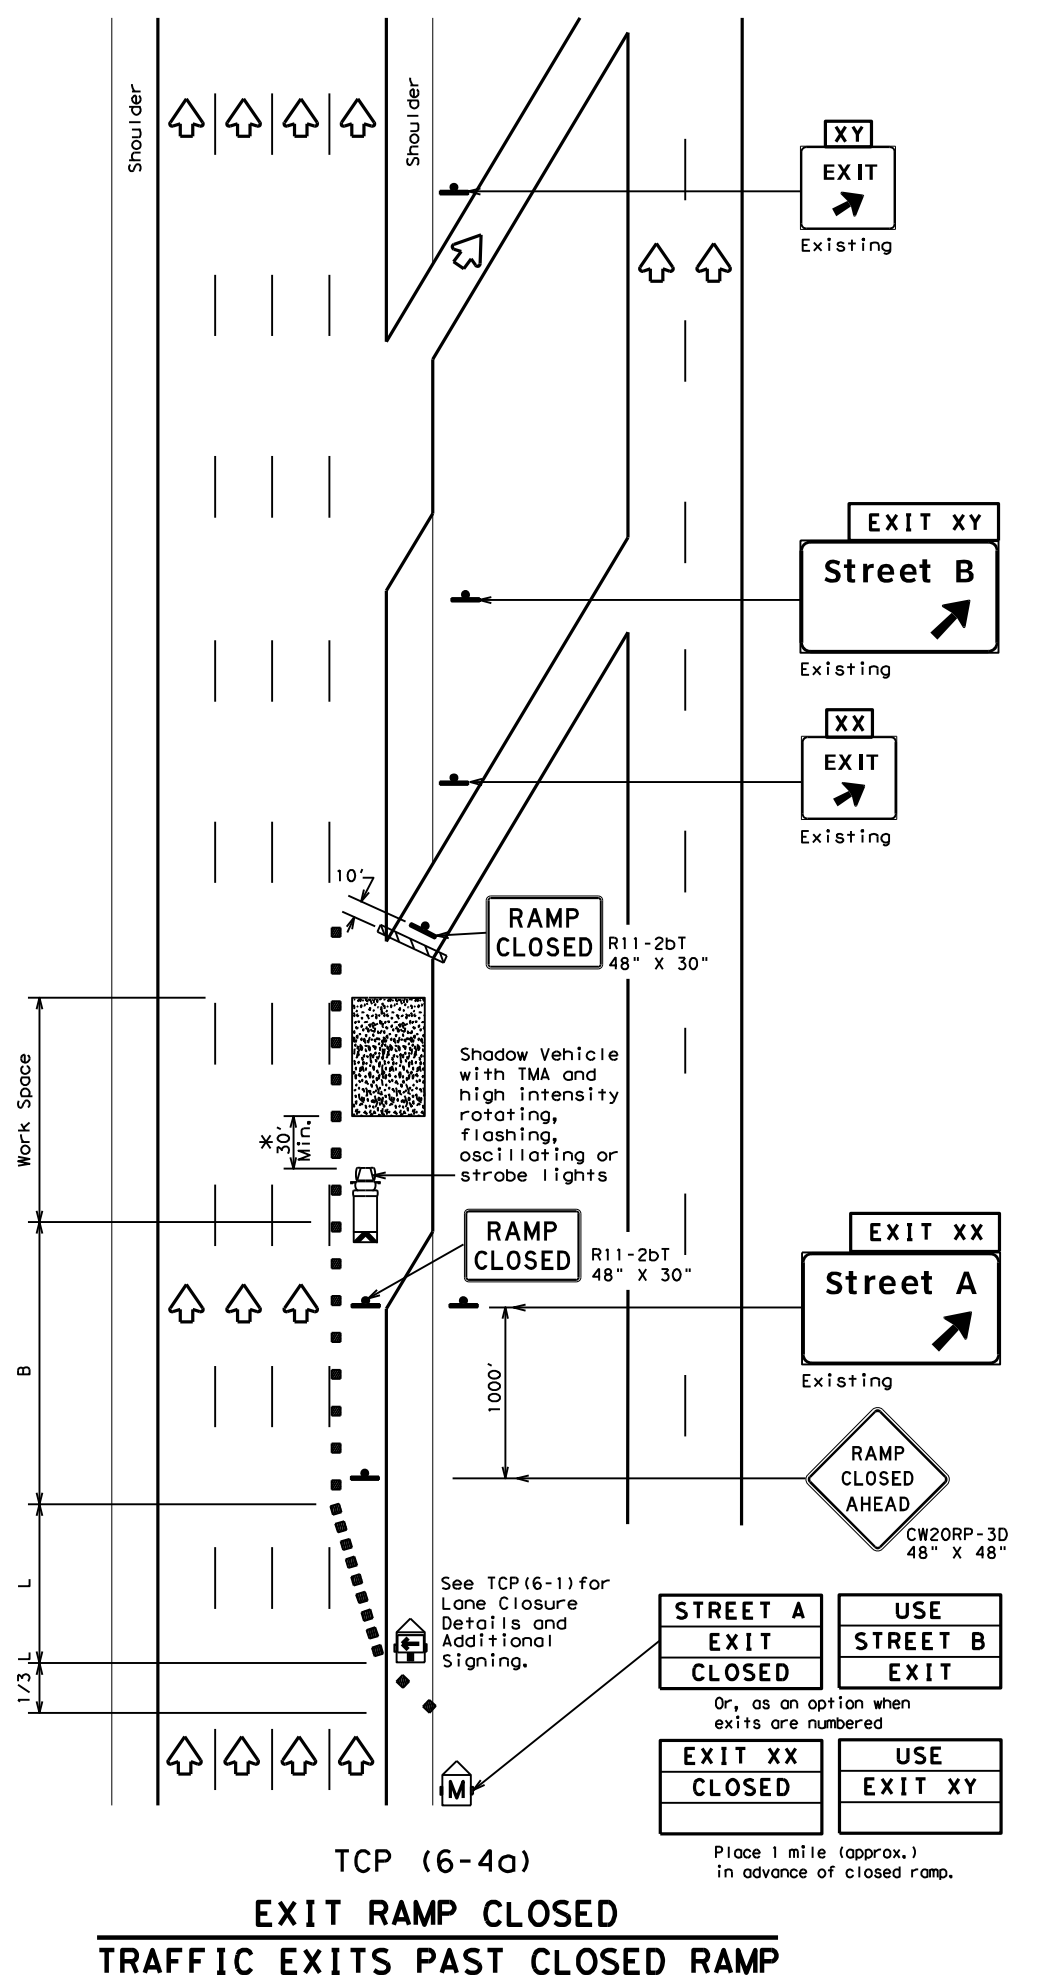 Shoulder
Shoulder
XY
EXIT
Existing
EXIT XY
Street B
Existing
XX
EXIT
Existing
10'
RAMP
CLOSED
R11-2bT
48" X 30"
Work Space
*
30'
Min.
Shadow Vehicle
with TMA and
high intensity
rotating,
flashing,
oscillating or
strobe lights
RAMP
CLOSED
R11-2bT
48" X 30"
EXIT XX
Street A
Existing
B
1000'
RAMP
CLOSED
AHEAD
CW20RP-3D
48" X 48"
L
See TCP(6-1)for
Lane Closure
Details and
Additional
Signing.
1/3 L
STREET A
EXIT
CLOSED
USE
STREET B
EXIT
Or, as an option when
exits are numbered
EXIT XX
CLOSED
USE
EXIT XY
M
Place 1 mile (approx.)
in advance of closed ramp.
TCP (6-4a)
EXIT RAMP CLOSED
TRAFFIC EXITS PAST CLOSED RAMP